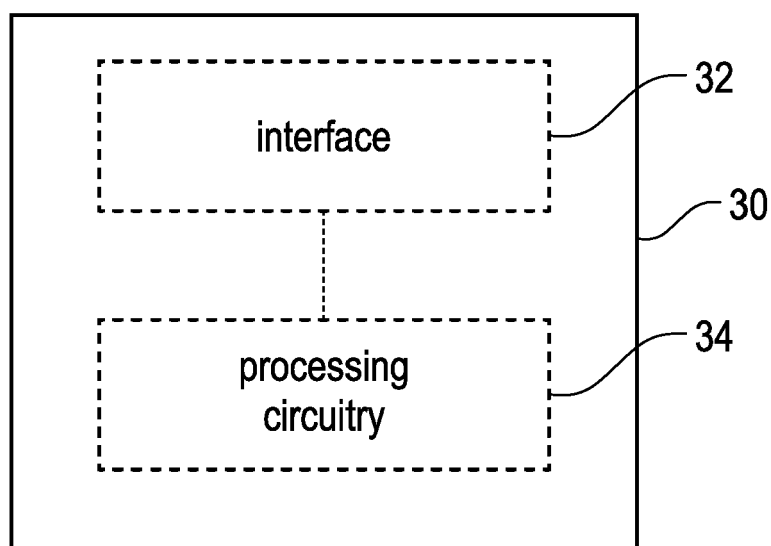 interface
32
30
processing
circuitry
34